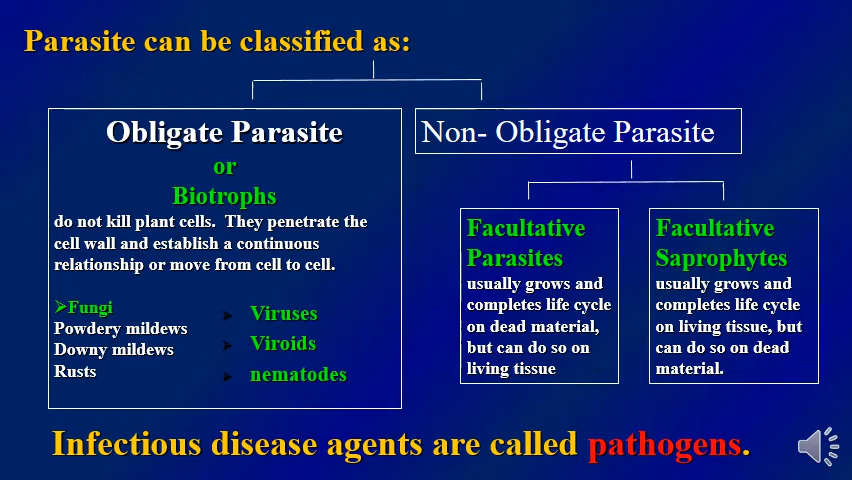 Parasite can be classified as:
Obligate Parasite
or
Biotrophs
do not kill plant cells. They penetrate the
cell wall and establish a continuous
relationship or move from cell to cell.
➢Fungi
Powdery mildews
Downy mildews
Rusts
➢ Viruses
➢ Viroids
➢ nematodes
Non- Obligate Parasite
Facultative
Parasites
usually grows and
completes life cycle
on dead material,
but can do so on
living tissue
Facultative
Saprophytes
usually grows and
completes life cycle
on living tissue, but
can do so on dead
material.
Infectious disease agents are called pathogens.